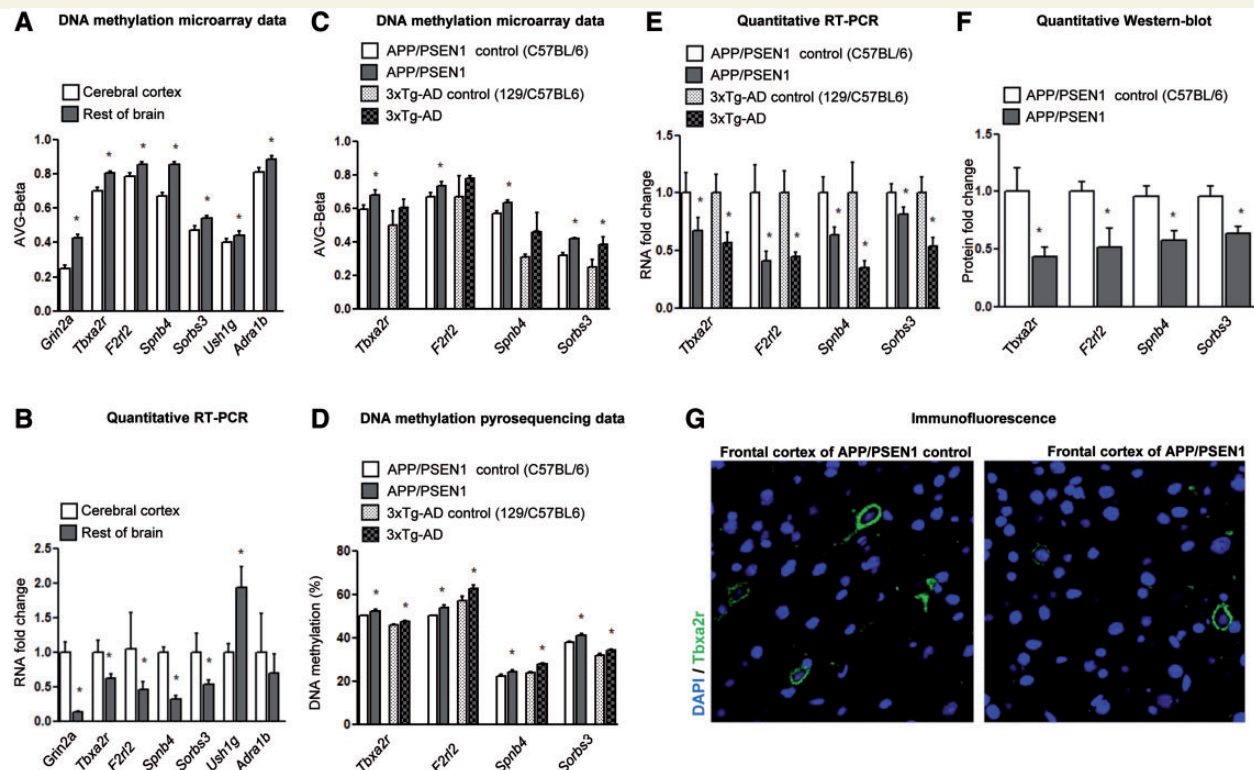 A DNA methylation microarray data
Cerebral cortex
Rest of brain
AVG-Beta
1.0
0.8
0.6
0.4
0.2
0.0
* * * * * * *
Grin2a Tbxa2r F2rl2 Spnb4 Sorbs3 Ush1g Adra1b
B Quantitative RT-PCR
Cerebral cortex
Rest of brain
RNA fold change
2.5
2.0
1.5
1.0
0.5
0.0
* * * * * *
Grin2a Tbxa2r F2rl2 Spnb4 Sorbs3 Ush1g Adra1b
C DNA methylation microarray data
APP/PSEN1 control (C57BL/6)
APP/PSEN1
3xTg-AD control (129/C57BL6)
3xTg-AD
AVG-Beta
1.0
0.8
0.6
0.4
0.2
0.0
* * * * *
Tbxa2r F2rl2 Spnb4 Sorbs3
D DNA methylation pyrosequencing data
APP/PSEN1 control (C57BL/6)
APP/PSEN1
3xTg-AD control (129/C57BL6)
3xTg-AD
DNA methylation (%)
80
60
40
20
0
* * * * * * * *
Tbxa2r F2rl2 Spnb4 Sorbs3
E Quantitative RT-PCR
APP/PSEN1 control (C57BL/6)
APP/PSEN1
3xTg-AD control (129/C57BL6)
3xTg-AD
RNA fold change
1.5
1.0
0.5
0.0
* * * * * * * *
Tbxa2r F2rl2 Spnb4 Sorbs3
F Quantitative Western-blot
APP/PSEN1 control (C57BL/6)
APP/PSEN1
Protein fold change
1.5
1.0
0.5
0.0
* * * *
Tbxa2r F2rl2 Spnb4 Sorbs3
G Immunofluorescence
Frontal cortex of APP/PSEN1 control
Frontal cortex of APP/PSEN1
DAPI / Tbxa2r